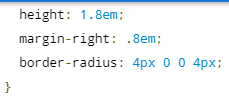 height: 1.8em;
margin-right: .8em;
border-radius: 4px 0 0 4px;
}